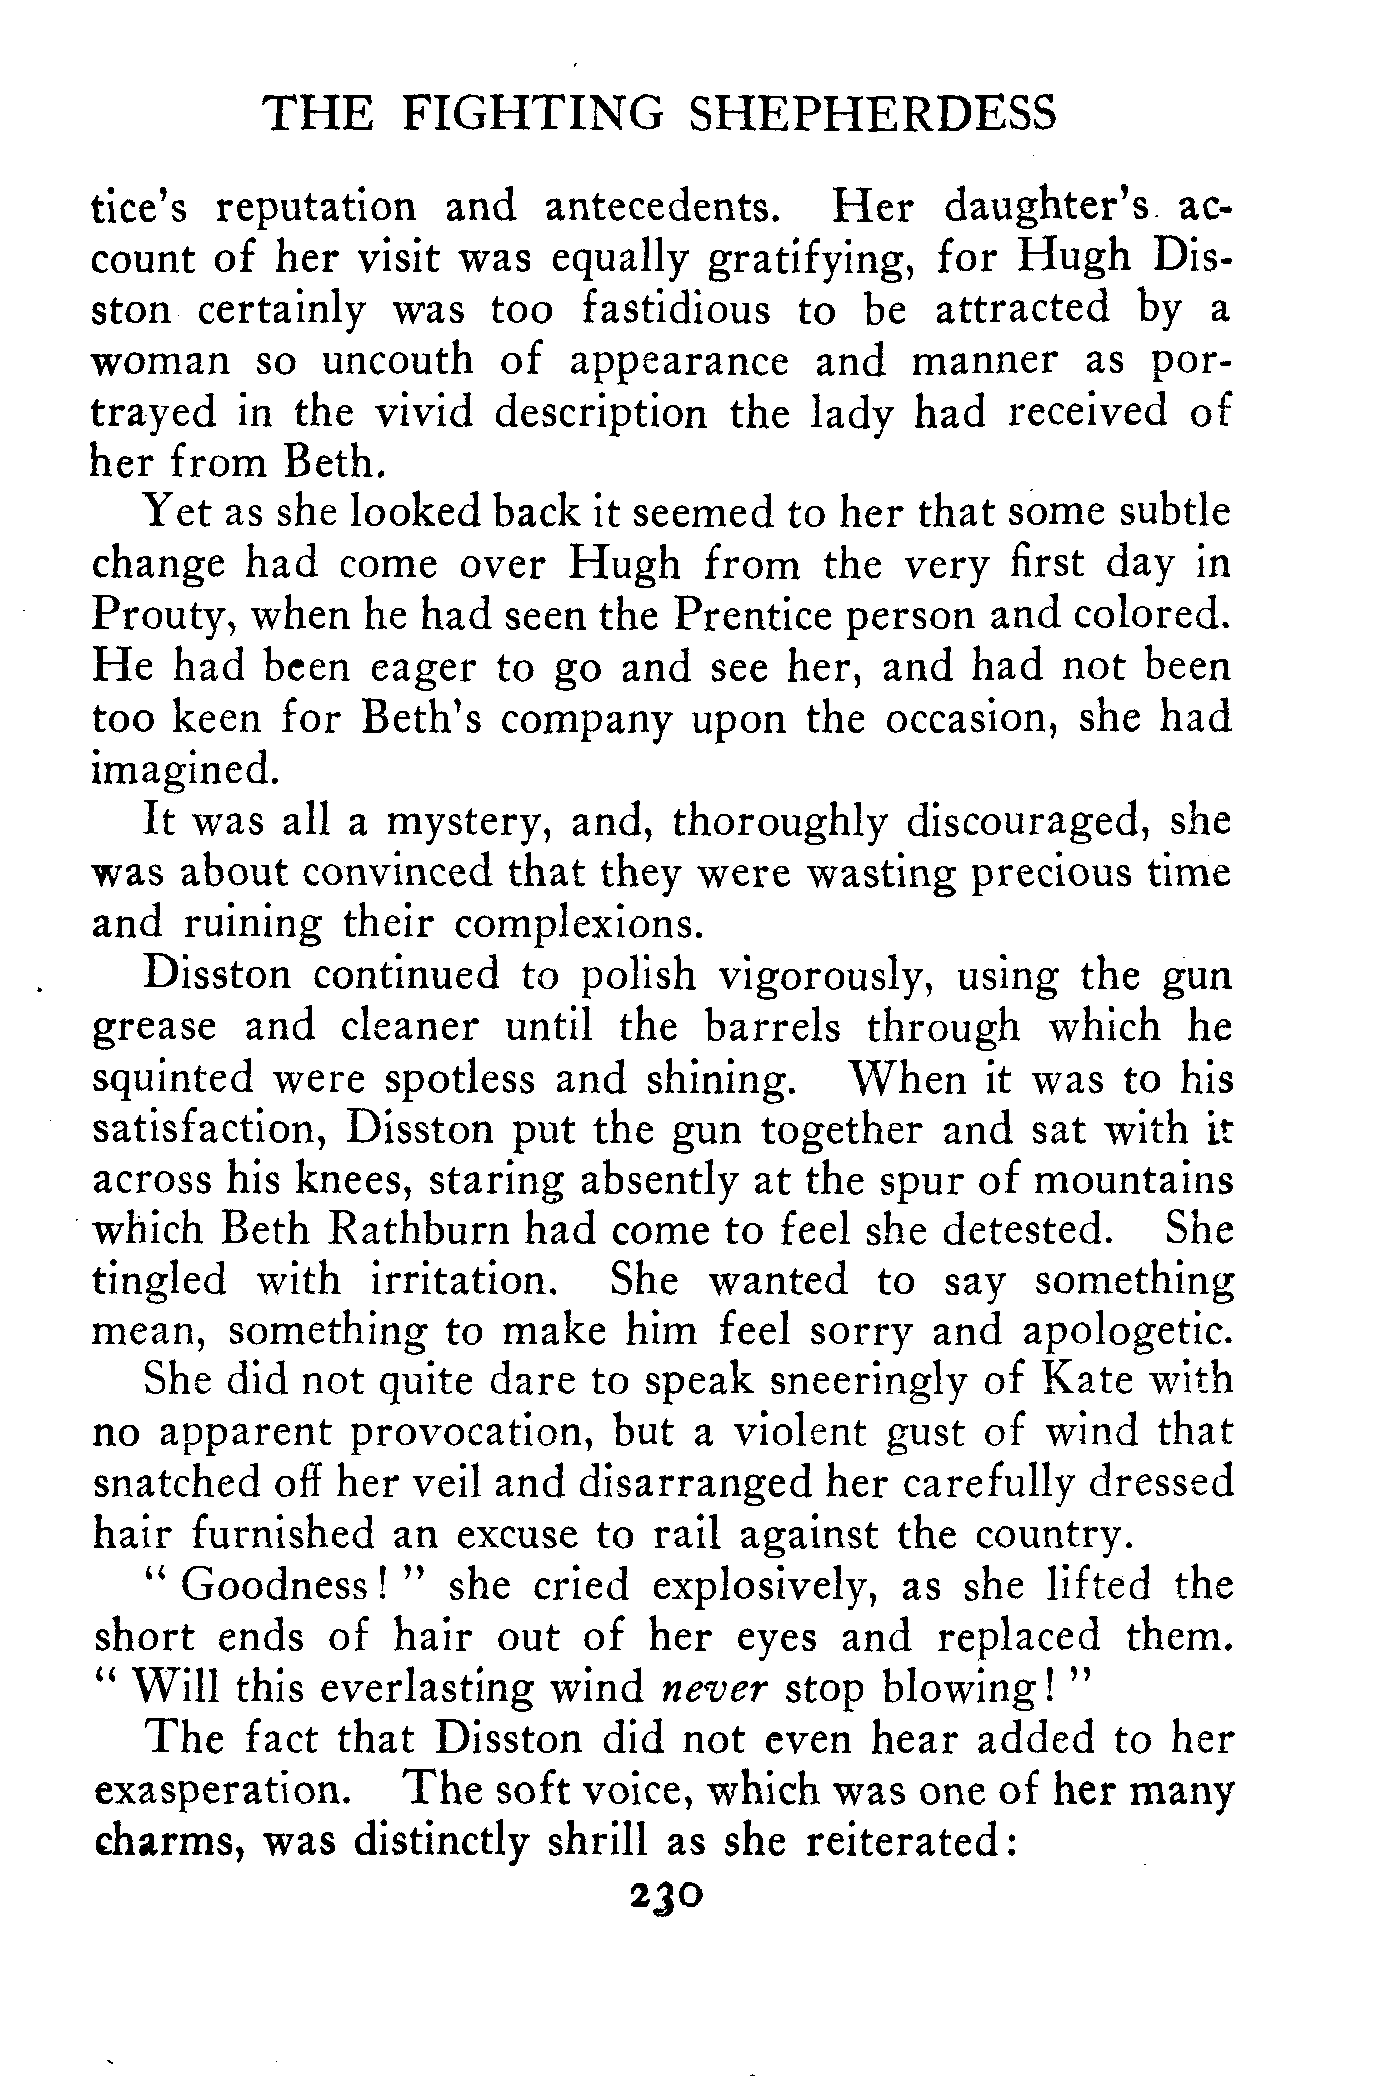 THE FIGHTING SHEPHERDESS
tice's reputation and antecedents. Her daughter's ac-
count of her visit was equally gratifying, for Hugh Dis-
ston certainly was too fastidious to be attracted by a
woman so uncouth of appearance and manner as por-
trayed in the vivid description the lady had received of
her from Beth.
Yet as she looked back it seemed to her that some subtle
change had come over Hugh from the very first day in
Prouty, when he had seen the Prentice person and colored.
He had been eager to go and see her, and had not been
too keen for Beth's company upon the occasion, she had
imagined.
It was all a mystery, and, thoroughly discouraged, she
was about convinced that they were wasting precious time
and ruining their complexions.
Disston continued to polish vigorously, using the gun
grease and cleaner until the barrels through which he
squinted were spotless and shining. When it was to his
satisfaction, Disston put the gun together and sat with it
across his knees, staring absently at the spur of mountains
which Beth Rathburn had come to feel she detested. She
tingled with irritation. She wanted to say something
mean, something to make him feel sorry and apologetic.
She did not quite dare to speak sneeringly of Kate with
no apparent provocation, but a violent gust of wind that
snatched off her veil and disarranged her carefully dressed
hair furnished an excuse to rail against the country.
“ Goodness! ” she cried explosively, as she lifted the
short ends of hair out of her eyes and replaced them.
“ Will this everlasting wind never stop blowing! ”
The fact that Disston did not even hear added to her
exasperation. The soft voice, which was one of her many
charms, was distinctly shrill as she reiterated:
230